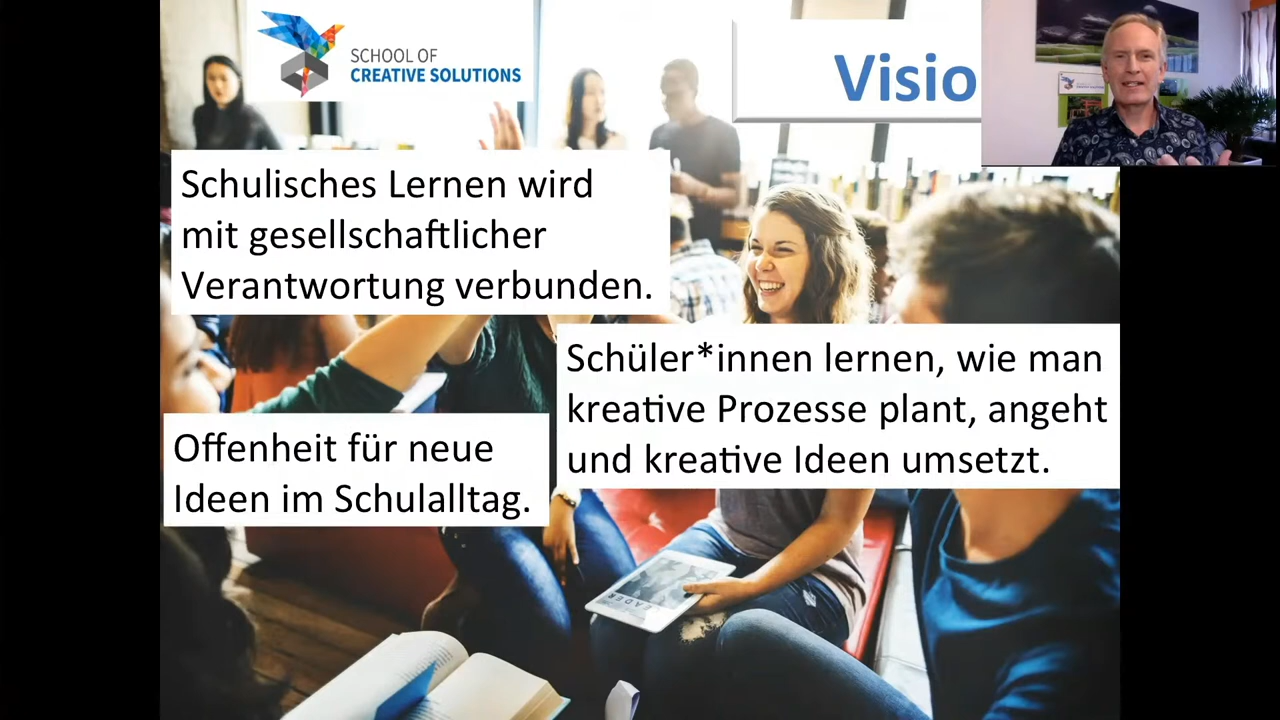 SCHOOL OF
CREATIVE SOLUTIONS
Visio
Schulisches Lernen wird
mit gesellschaftlicher
Verantwortung verbunden.
Schüler*innen lernen, wie man
kreative Prozesse plant, angeht
und kreative Ideen umsetzt.
Offenheit für neue
Ideen im Schulalltag.
READER